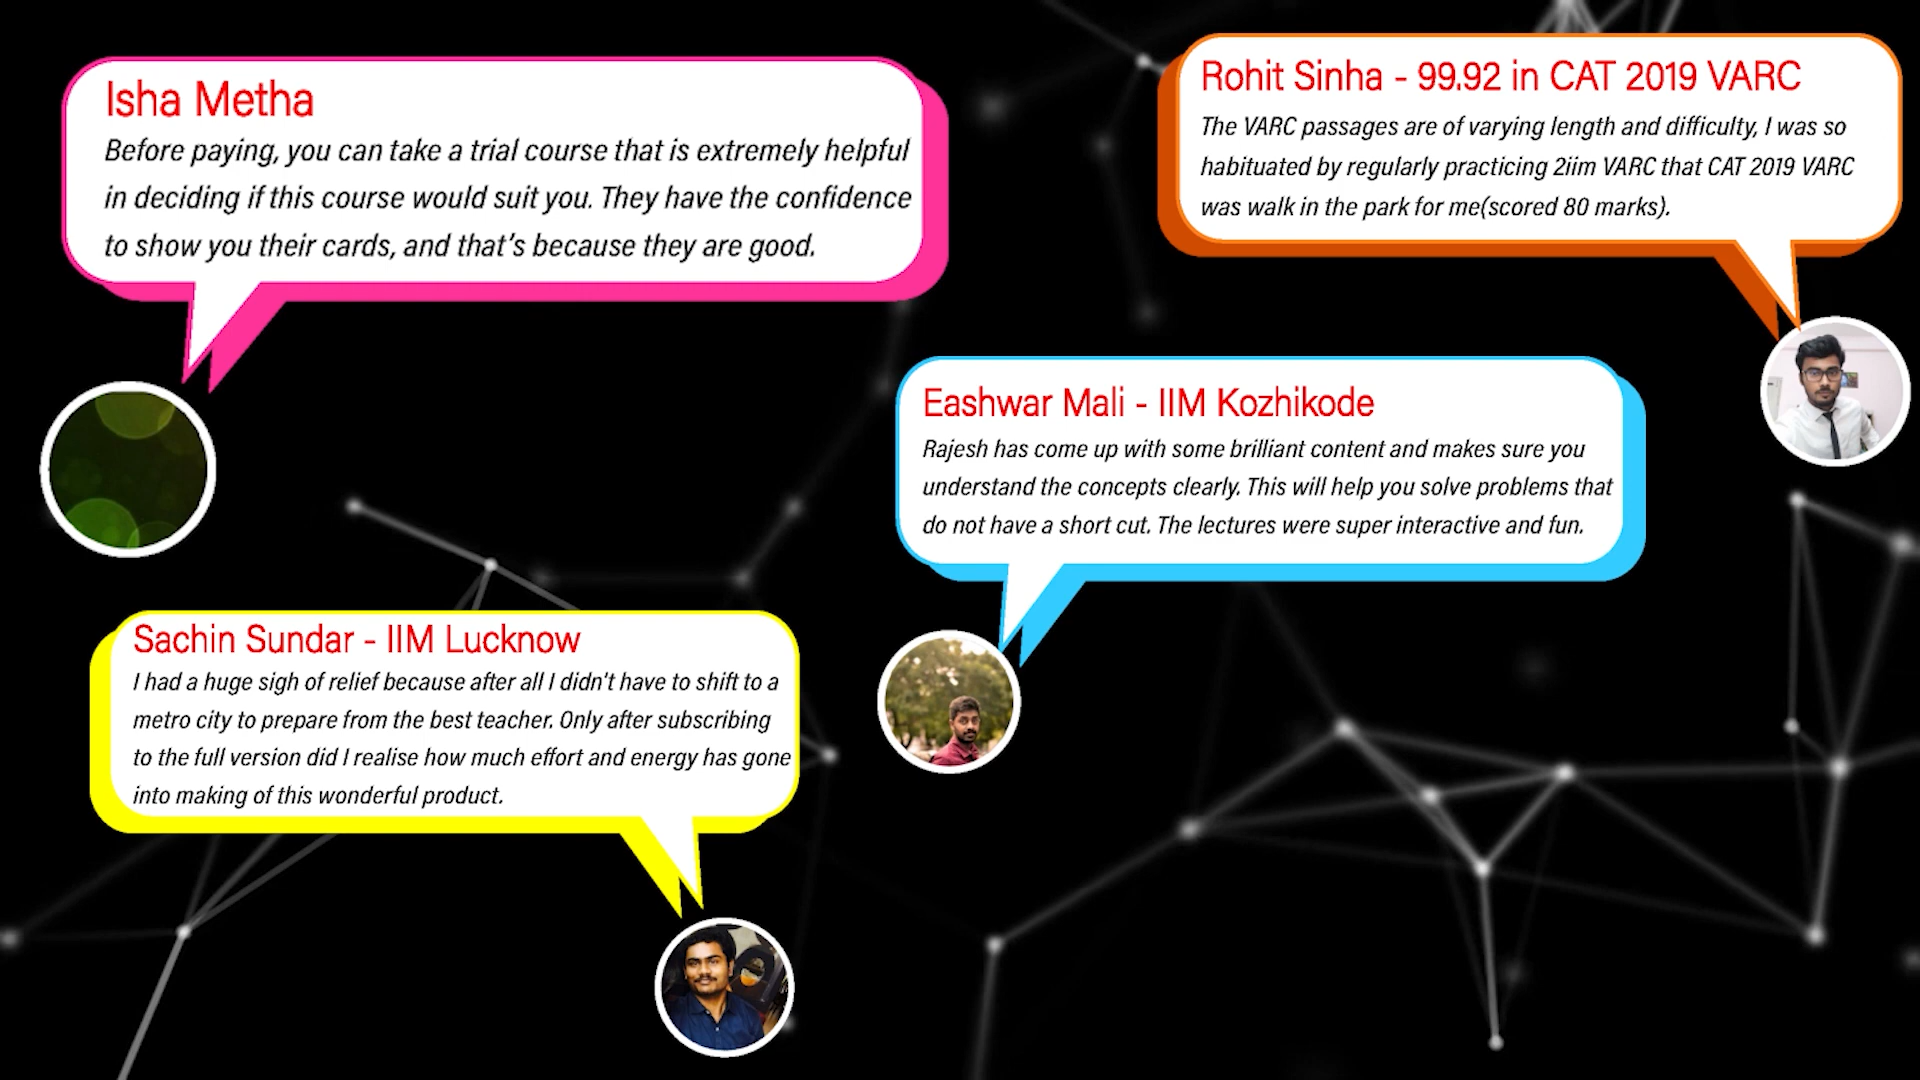 Isha Metha
Before paying, you can take a trial course that is extremely helpful
in deciding if this course would suit you. They have the confidence
to show you their cards, and that's because they are good.
Rohit Sinha - 99.92 in CAT 2019 VARC
The VARC passages are of varying length and difficulty, I was so
habituated by regularly practicing 2iim VARC that CAT 2019 VARC
was walk in the park for me(scored 80 marks).
Eashwar Mali - IIM Kozhikode
Rajesh has come up with some brilliant content and makes sure you
understand the concepts clearly. This will help you solve problems that
do not have a short cut. The lectures were super interactive and fun.
Sachin Sundar - IIM Lucknow
I had a huge sigh of relief because after all I didn't have to shift to a
metro city to prepare from the best teacher. Only after subscribing
to the full version did I realise how much effort and energy has gone
into making of this wonderful product.